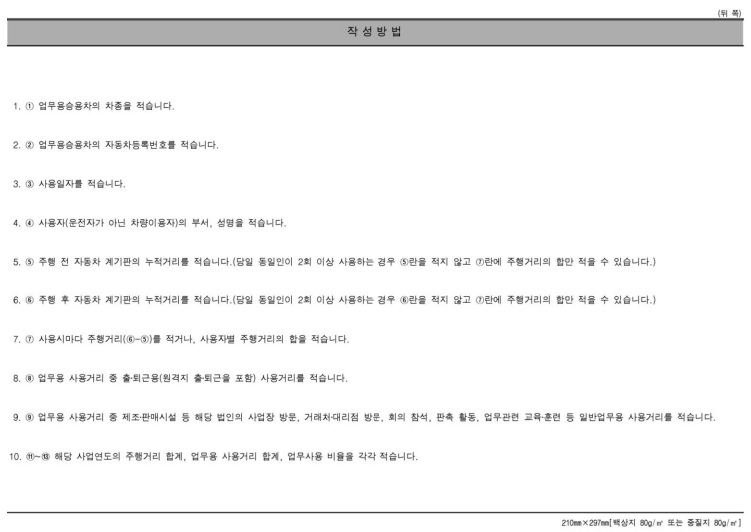 (뒤 쪽)
작 성 방 법
1. ① 업무용승용차의 차종을 적습니다.
2. ② 업무용승용차의 자동차등록번호를 적습니다.
3. ③ 사용일자를 적습니다.
4. ④ 사용자(운전자가 아닌 차량이용자)의 부서, 성명을 적습니다.
5. ⑤ 주행 전 자동차 계기판의 누적거리를 적습니다.(당일 동일인이 2회 이상 사용하는 경우 ⑤란을 적지 않고 ⑦란에 주행거리의 합만 적을 수 있습니다.)
6. ⑥ 주행 후 자동차 계기판의 누적거리를 적습니다.(당일 동일인이 2회 이상 사용하는 경우 ⑥란을 적지 않고 ⑦란에 주행거리의 합만 적을 수 있습니다.)
7. ⑦ 사용시마다 주행거리(⑥-⑤)를 적거나, 사용자별 주행거리의 합을 적습니다.
8. ⑧ 업무용 사용거리 중 출·퇴근용(원격지 출·퇴근을 포함) 사용거리를 적습니다.
9. ⑨ 업무용 사용거리 중 제조·판매시설 등 해당 법인의 사업장 방문, 거래처·대리점 방문, 회의 참석, 판촉 활동, 업무관련 교육·훈련 등 일반업무용 사용거리를 적습니다.
10. ⑪~⑬ 해당 사업연도의 주행거리 합계, 업무용 사용거리 합계, 업무사용 비율을 각각 적습니다.
210㎜×297㎜[백상지 80g/㎡ 또는 중질지 80g/㎡]